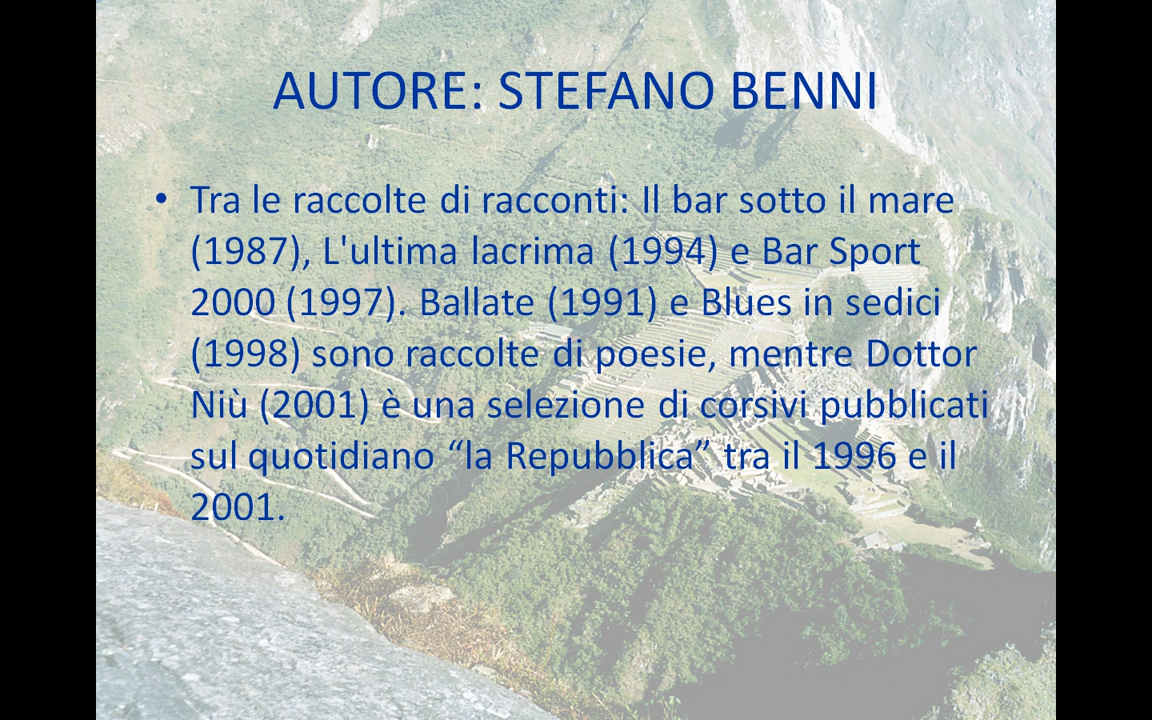 AUTORE: STEFANO BENNI
• Tra le raccolte di racconti: Il bar sotto il mare
(1987), L'ultima lacrima (1994) e Bar Sport
2000 (1997). Ballate (1991) e Blues in sedici
(1998) sono raccolte di poesie, mentre Dottor
Niù (2001) è una selezione di corsivi pubblicati
sul quotidiano “la Repubblica” tra il 1996 e il
2001.